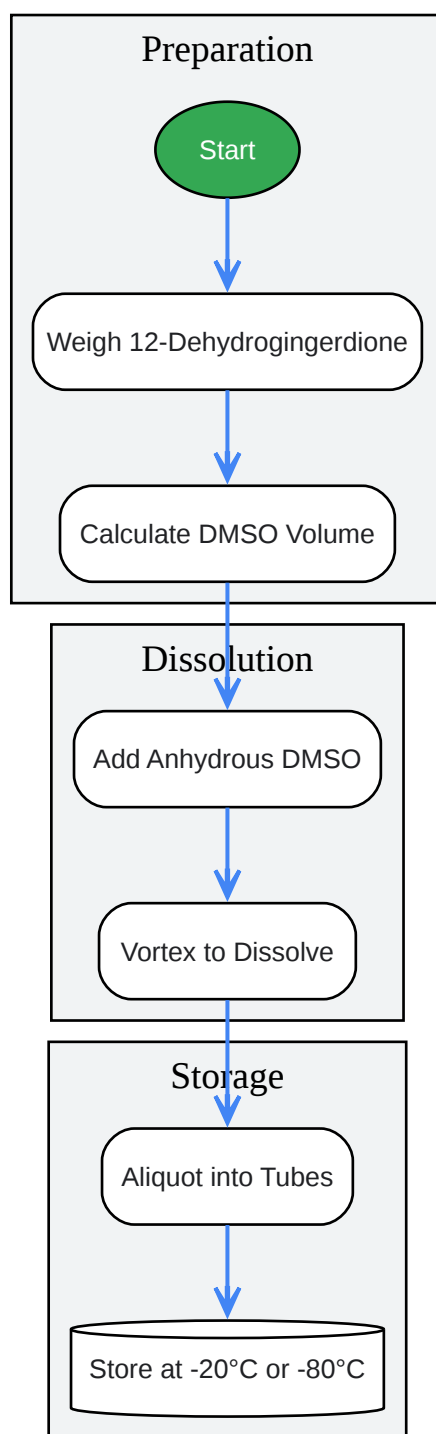 Preparation
Start
Weigh 12-Dehydrogingerdione
Calculate DMSO Volume
Dissolution
Add Anhydrous DMSO
Vortex to Dissolve
Storage
Aliquot into Tubes
Store at -20°C or -80°C